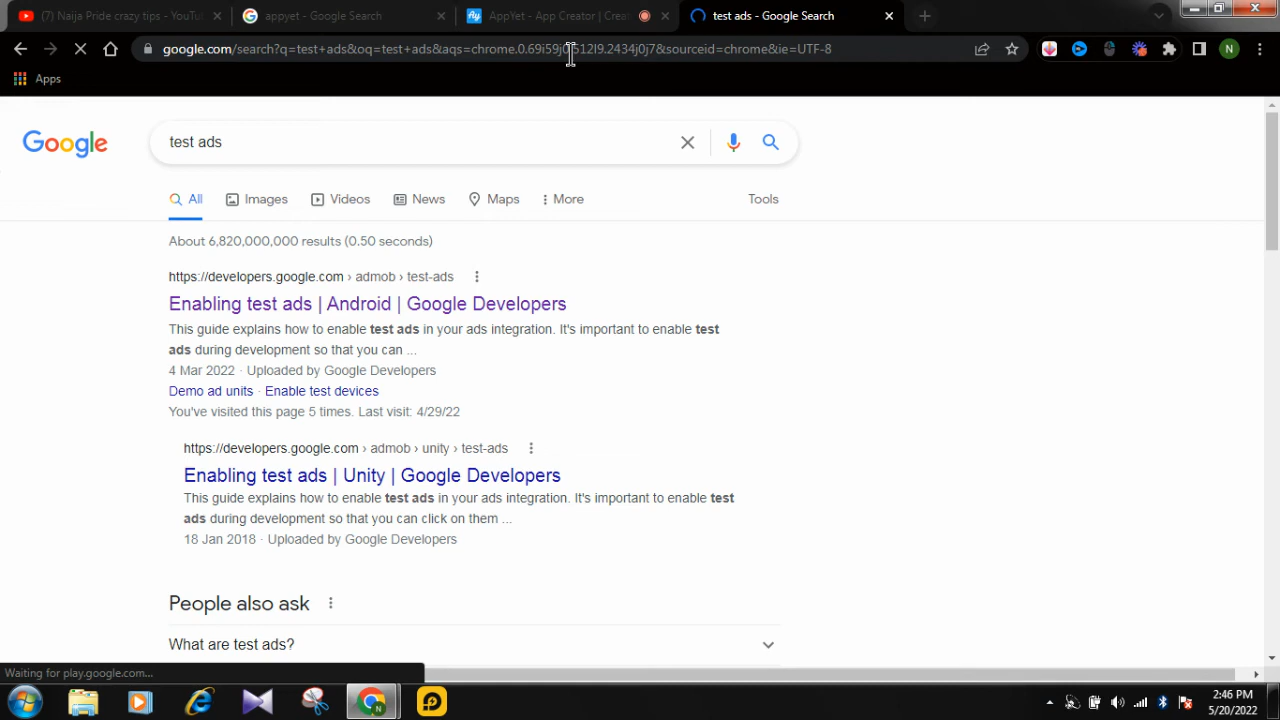 (7) Naija Pride crazy tips - YouTu
appyet - Google Search
AppYet - App Creator | Crea
test ads - Google Search
google.com/search?q=test+ads&oq=test+ads&aqs=chrome.0.69i59j0i512l9.2434j0j7&sourceid=chrome&ie=UTF-8
N
Apps
Google
test ads
All
Images
Videos
News
Maps
More
Tools
About 6,820,000,000 results (0.50 seconds)
https://developers.google.com › admob › test-ads
Enabling test ads | Android | Google Developers
This guide explains how to enable test ads in your ads integration. It's important to enable test
ads during development so that you can ...
4 Mar 2022 · Uploaded by Google Developers
Demo ad units · Enable test devices
You've visited this page 5 times. Last visit: 4/29/22
https://developers.google.com › admob › unity › test-ads
Enabling test ads | Unity | Google Developers
This guide explains how to enable test ads in your ads integration. It's important to enable test
ads during development so that you can click on them ...
18 Jan 2018 · Uploaded by Google Developers
People also ask
What are test ads?
Waiting for play.google.com...
2:46 PM
5/20/2022